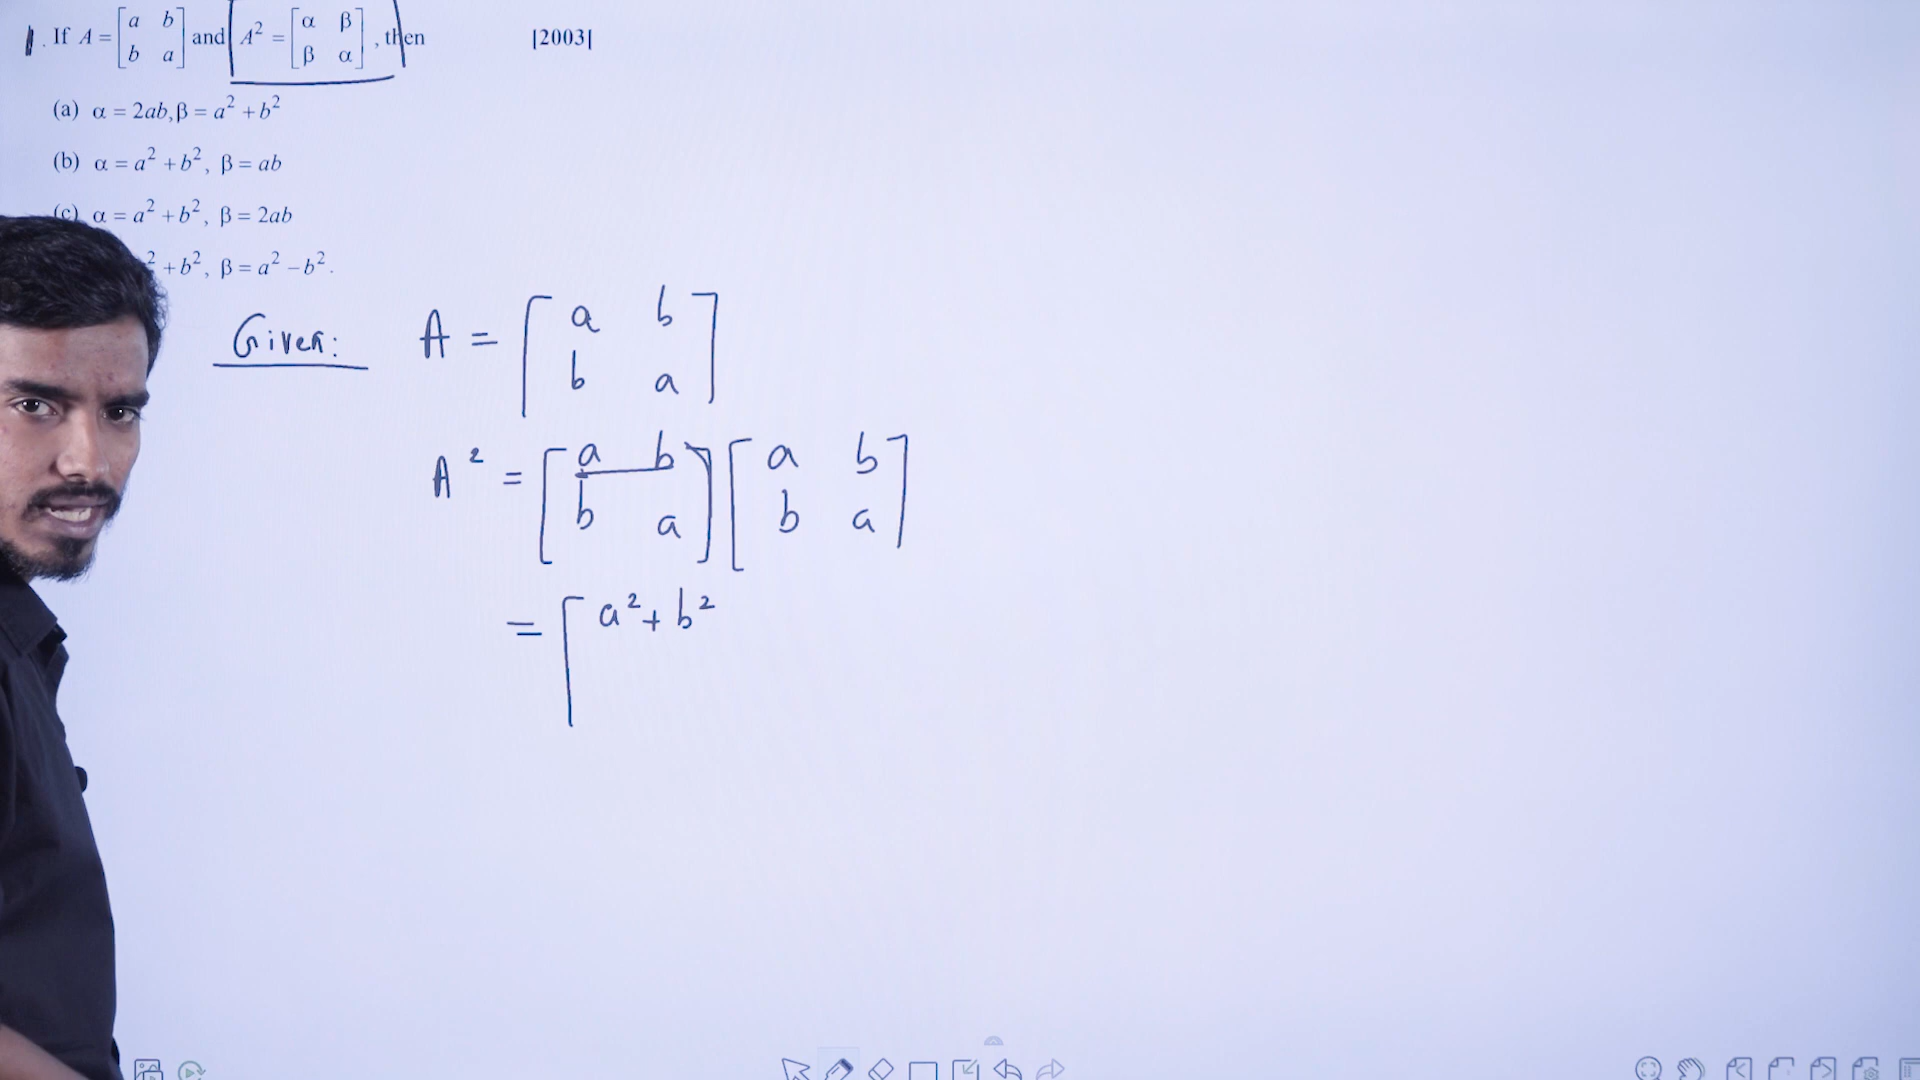 1. If A = [a b; b a] and A² = [α β; β α], then [2003]
(a) α = 2ab, β = a² + b²
(b) α = a² + b², β = ab
(c) α = a² + b², β = 2ab
² + b², β = a² − b².
Given: A = [a b; b a]
A² = [a b; b a] [a b; b a]
= [a² + b²